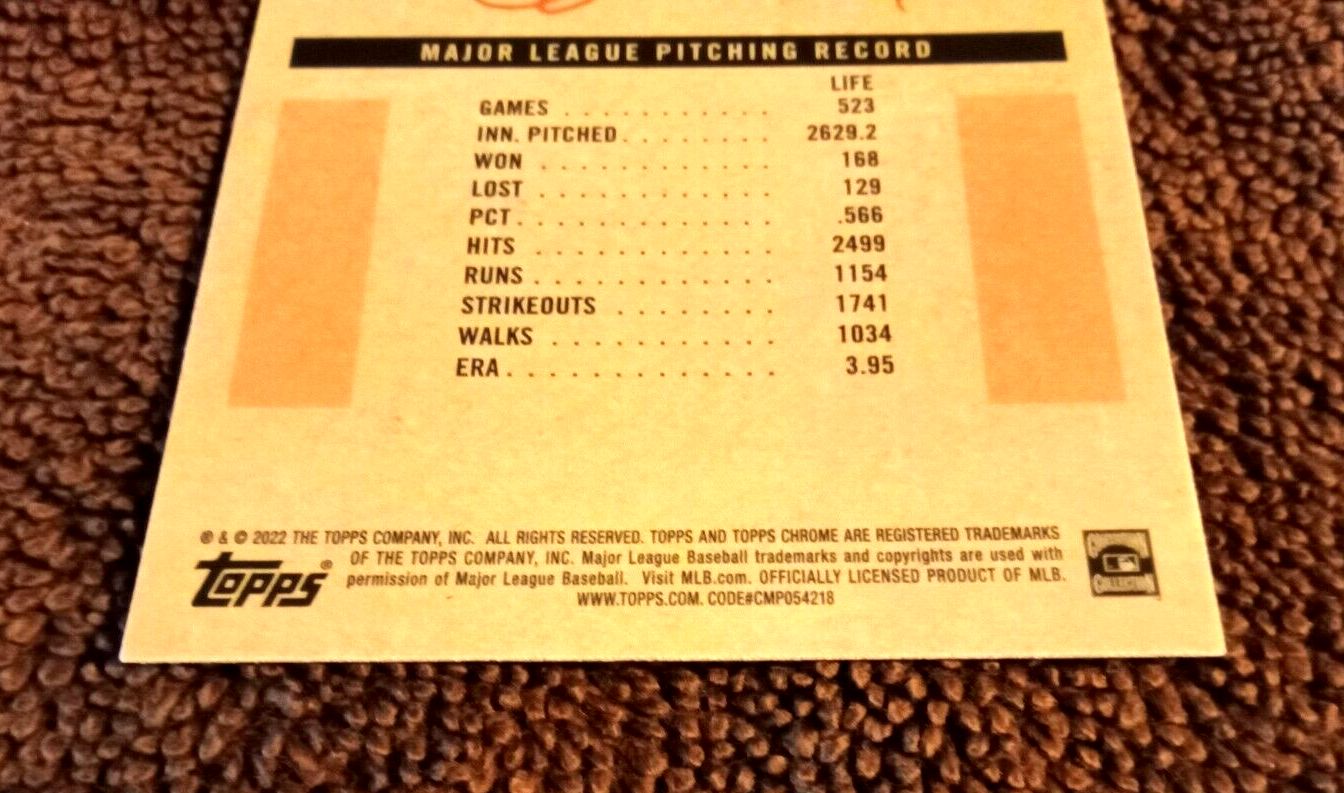 MAJOR LEAGUE PITCHING RECORD
LIFE
GAMES . . . . . . . . . . . 523
INN. PITCHED . . . . . . . 2629.2
WON . . . . . . . . . . . 168
LOST . . . . . . . . . . . 129
PCT. . . . . . . . . . . . .566
HITS . . . . . . . . . . . 2499
RUNS . . . . . . . . . . . 1154
STRIKEOUTS . . . . . . . . 1741
WALKS . . . . . . . . . . . 1034
ERA . . . . . . . . . . . . . 3.95
® & © 2022 THE TOPPS COMPANY, INC. ALL RIGHTS RESERVED. TOPPS AND TOPPS CHROME ARE REGISTERED TRADEMARKS
OF THE TOPPS COMPANY, INC. Major League Baseball trademarks and copyrights are used with
permission of Major League Baseball. Visit MLB.com. OFFICIALLY LICENSED PRODUCT OF MLB.
WWW.TOPPS.COM. CODE#CMP054218
topps®
COLLECTION